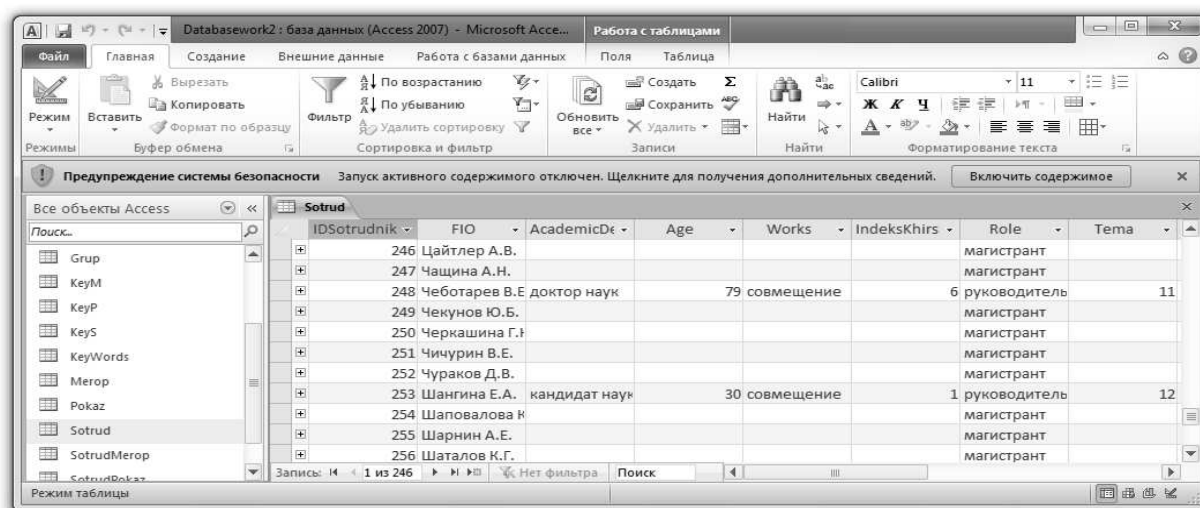 Databasework2 : база данных (Access 2007) - Microsoft Acce... Работа с таблицами
Файл Главная Создание Внешние данные Работа с базами данных Поля Таблица
Режим Вставить Вырезать Копировать Формат по образцу Фильтр По возрастанию По убыванию Удалить сортировку Обновить все Создать Сохранить Удалить Найти Calibri 11 Ж К Ч
Режимы Буфер обмена Сортировка и фильтр Записи Найти Форматирование текста
Предупреждение системы безопасности Запуск активного содержимого отключен. Щелкните для получения дополнительных сведений. Включить содержимое
Все объекты Access Sotrud
Поиск...
Grup
KeyM
KeyP
KeyS
KeyWords
Merop
Pokaz
Sotrud
SotrudMerop
SotrudPokaz
IDSotrudnik FIO AcademicDe Age Works IndeksKhirs Role Tema
246 Цайтлер А.В. магистрант
247 Чащина А.Н. магистрант
248 Чеботарев В.Е доктор наук 79 совмещение 6 руководитель 11
249 Чекунов Ю.Б. магистрант
250 Черкашина Г. магистрант
251 Чичурин В.Е. магистрант
252 Чураков Д.В. магистрант
253 Шангина Е.А. кандидат наук 30 совмещение 1 руководитель 12
254 Шаповалова магистрант
255 Шарнин А.Е. магистрант
256 Шаталов К.Г. магистрант
Запись: 1 из 246 Нет фильтра Поиск
Режим таблицы